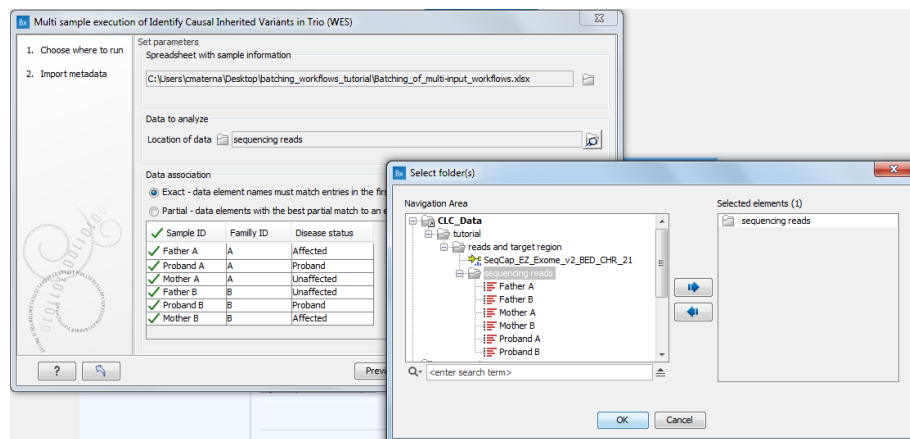 Bx Multi sample execution of Identify Causal Inherited Variants in Trio (WES)
1. Choose where to run
2. Import metadata
Set parameters
Spreadsheet with sample information
C:\Users\cmaterna\Desktop\batching_workflows_tutorial\Batching_of_multi-input_workflows.xlsx
Data to analyze
Location of data sequencing reads
Data association
Exact - data element names must match entries in the firs
Partial - data elements with the best partial match to an e
Sample ID Familly ID Disease status
Father A A Affected
Proband A A Proband
Mother A A Unaffected
Father B B Unaffected
Proband B B Proband
Mother B B Affected
?
Previ
Bx Select folder(s)
Navigation Area
CLC_Data
tutorial
reads and target region
SeqCap_EZ_Exome_v2_BED_CHR_21
sequencing reads
Father A
Father B
Mother A
Mother B
Proband A
Proband B
<enter search term>
Selected elements (1)
sequencing reads
OK Cancel